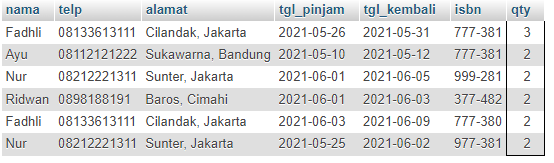 nama telp alamat tgl_pinjam tgl_kembali isbn qty
Fadhli 08133613111 Cilandak, Jakarta 2021-05-26 2021-05-31 777-381 3
Ayu 08112121222 Sukawarna, Bandung 2021-05-10 2021-05-12 777-381 2
Nur 08212221311 Sunter, Jakarta 2021-06-01 2021-06-05 999-281 2
Ridwan 0898188191 Baros, Cimahi 2021-06-01 2021-06-03 377-482 2
Fadhli 08133613111 Cilandak, Jakarta 2021-06-03 2021-06-09 777-380 2
Nur 08212221311 Sunter, Jakarta 2021-05-25 2021-06-02 977-381 2